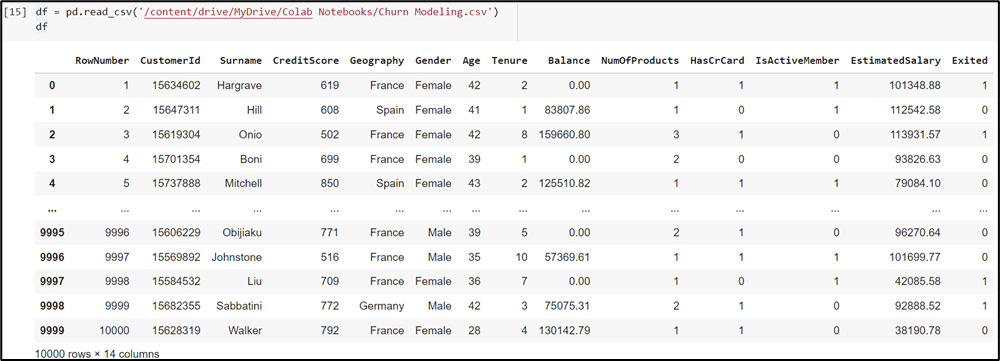 [15] df = pd.read_csv('/content/drive/MyDrive/Colab Notebooks/Churn Modeling.csv')
df
RowNumber CustomerId Surname CreditScore Geography Gender Age Tenure Balance NumOfProducts HasCrCard IsActiveMember EstimatedSalary Exited
0 1 15634602 Hargrave 619 France Female 42 2 0.00 1 1 1 101348.88 1
1 2 15647311 Hill 608 Spain Female 41 1 83807.86 1 0 1 112542.58 0
2 3 15619304 Onio 502 France Female 42 8 159660.80 3 1 0 113931.57 1
3 4 15701354 Boni 699 France Female 39 1 0.00 2 0 0 93826.63 0
4 5 15737888 Mitchell 850 Spain Female 43 2 125510.82 1 1 1 79084.10 0
... ... ... ... ... ... ... ... ... ... ... ... ... ... ...
9995 9996 15606229 Obijiaku 771 France Male 39 5 0.00 2 1 0 96270.64 0
9996 9997 15569892 Johnstone 516 France Male 35 10 57369.61 1 1 1 101699.77 0
9997 9998 15584532 Liu 709 France Female 36 7 0.00 1 0 1 42085.58 1
9998 9999 15682355 Sabbatini 772 Germany Male 42 3 75075.31 2 1 0 92888.52 1
9999 10000 15628319 Walker 792 France Female 28 4 130142.79 1 1 0 38190.78 0
10000 rows × 14 columns